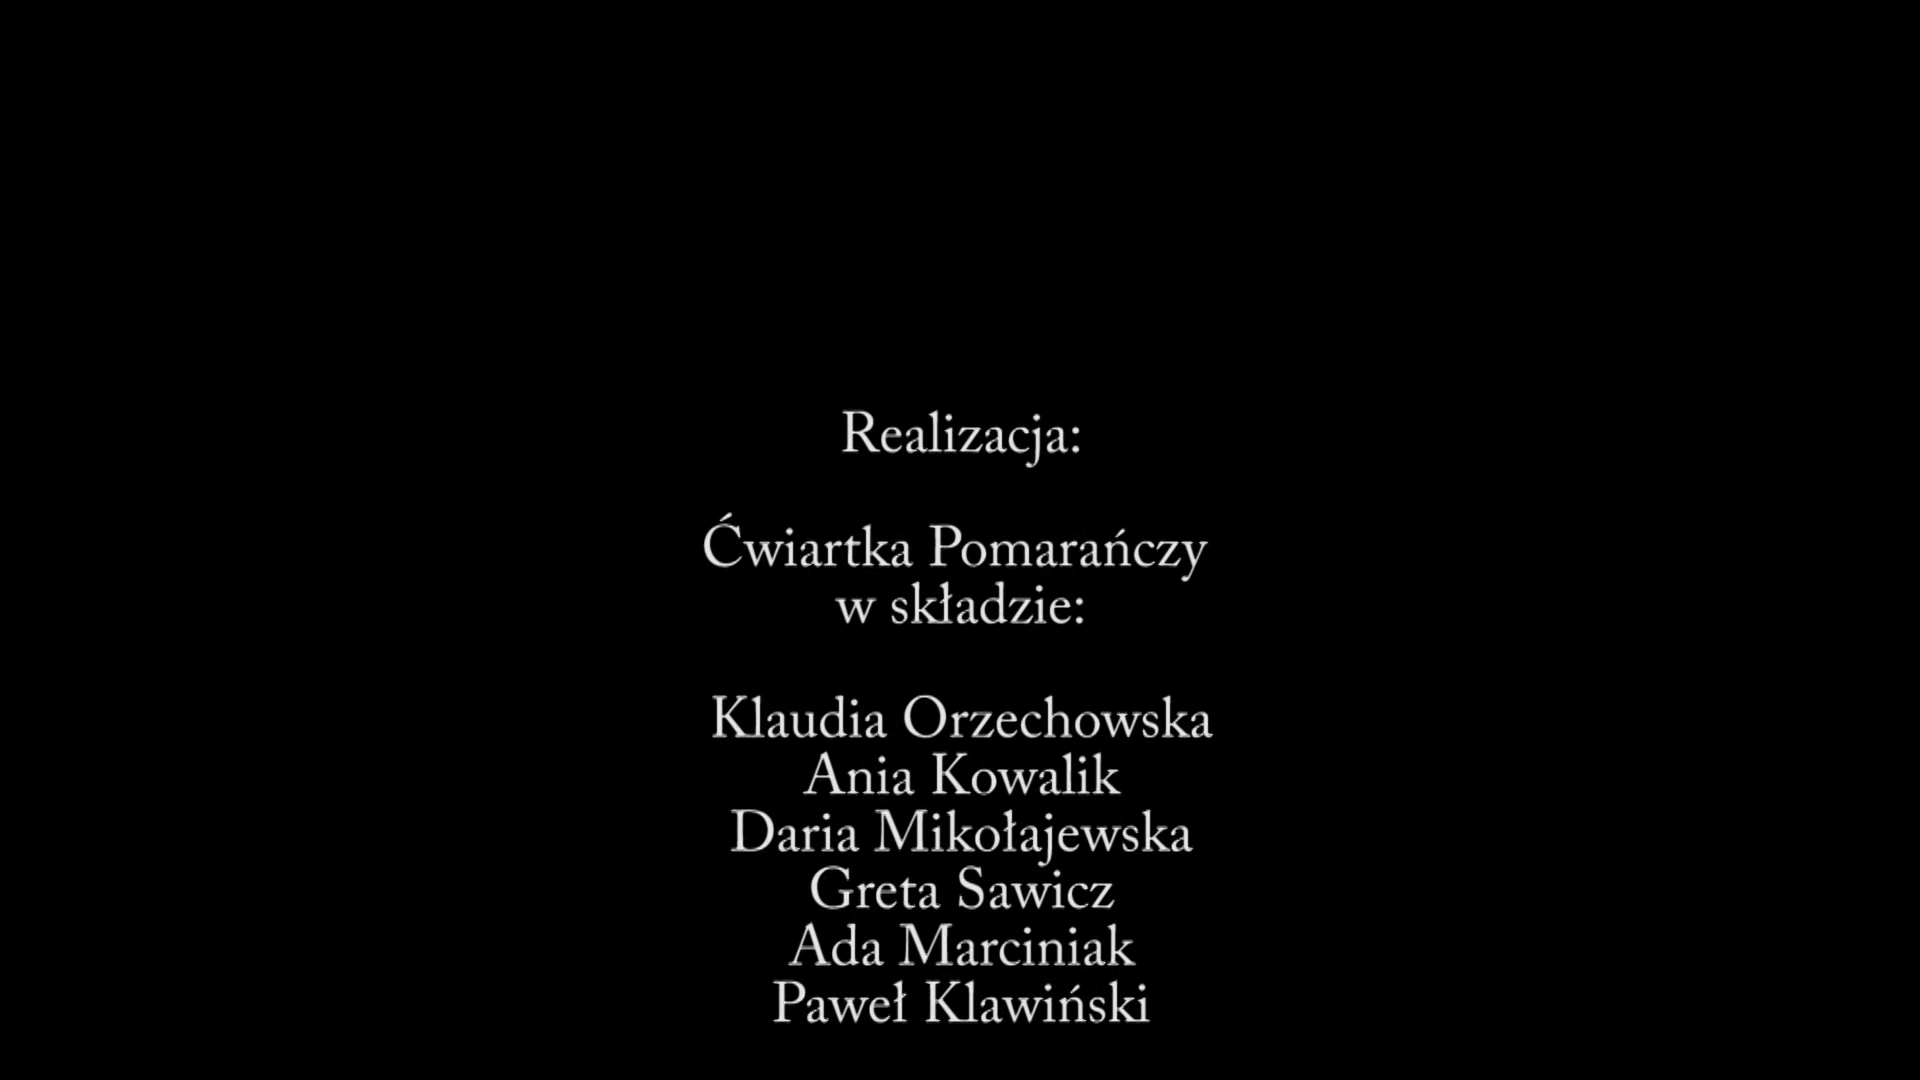 Realizacja:
Ćwiartka Pomarańczy
w składzie:
Klaudia Orzechowska
Ania Kowalik
Daria Mikołajewska
Greta Sawicz
Ada Marciniak
Paweł Klawiński